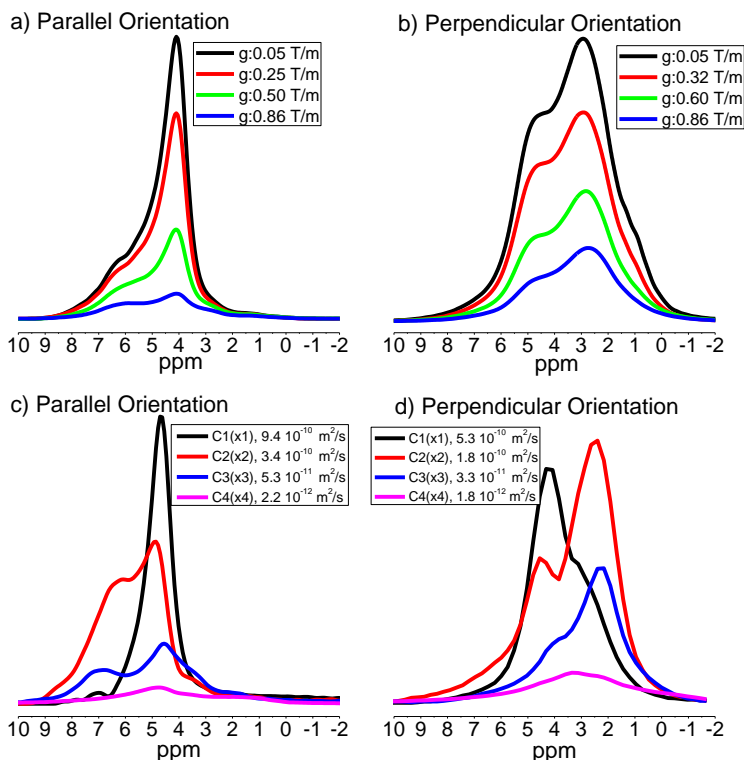 a) Parallel Orientation
g:0.05 T/m
g:0.25 T/m
g:0.50 T/m
g:0.86 T/m
10 9 8 7 6 5 4 3 2 1 0 -1 -2
ppm
b) Perpendicular Orientation
g:0.05 T/m
g:0.32 T/m
g:0.60 T/m
g:0.86 T/m
10 9 8 7 6 5 4 3 2 1 0 -1 -2
ppm
c) Parallel Orientation
C1(x1), 9.4 10⁻¹⁰ m²/s
C2(x2), 3.4 10⁻¹⁰ m²/s
C3(x3), 5.3 10⁻¹¹ m²/s
C4(x4), 2.2 10⁻¹² m²/s
10 9 8 7 6 5 4 3 2 1 0 -1 -2
ppm
d) Perpendicular Orientation
C1(x1), 5.3 10⁻¹⁰ m²/s
C2(x2), 1.8 10⁻¹⁰ m²/s
C3(x3), 3.3 10⁻¹¹ m²/s
C4(x4), 1.8 10⁻¹² m²/s
10 9 8 7 6 5 4 3 2 1 0 -1 -2
ppm